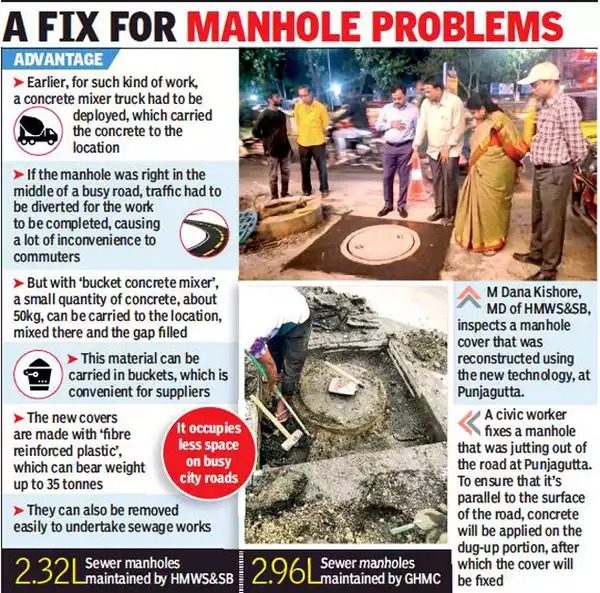 A FIX FOR MANHOLE PROBLEMS
ADVANTAGE
➤ Earlier, for such kind of work,
a concrete mixer truck had to be
deployed, which carried
the concrete to the
location
➤ If the manhole was right in the
middle of a busy road, traffic had to
be diverted for the work
to be completed, causing
a lot of inconvenience to
commuters
➤ But with ‘bucket concrete mixer’,
a small quantity of concrete, about
50kg, can be carried to the location,
mixed there and the gap filled
➤ This material can be
carried in buckets, which is
convenient for suppliers
➤ The new covers
are made with ‘fibre
reinforced plastic’,
which can bear weight
up to 35 tonnes
➤ They can also be removed
easily to undertake sewage works
It occupies
less space
on busy
city roads
M Dana Kishore,
MD of HMWS&SB,
inspects a manhole
cover that was
reconstructed using
the new technology, at
Punjagutta.
A civic worker
fixes a manhole
that was jutting out of
the road at Punjagutta.
To ensure that it’s
parallel to the surface
of the road, concrete
will be applied on the
dug-up portion, after
which the cover will
be fixed
2.32L Sewer manholes
maintained by HMWS&SB
2.96L Sewer manholes
maintained by GHMC